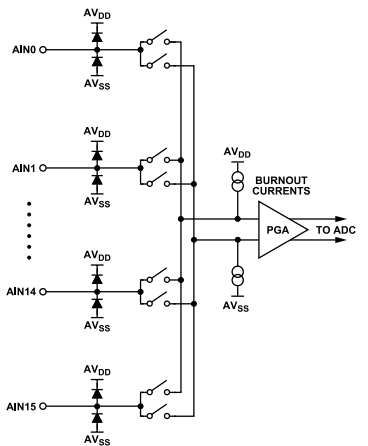 AVDD
AIN0
AVSS
AVDD
AIN1
AVSS
AVDD
BURNOUT
CURRENTS
PGA
TO ADC
AVSS
AVDD
AIN14
AVSS
AVDD
AIN15
AVSS